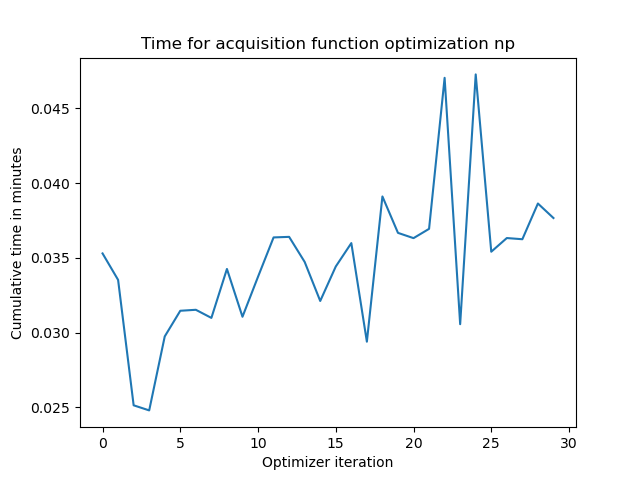 Time for acquisition function optimization np
Cumulative time in minutes
0.045
0.040
0.035
0.030
0.025
0 5 10 15 20 25 30
Optimizer iteration